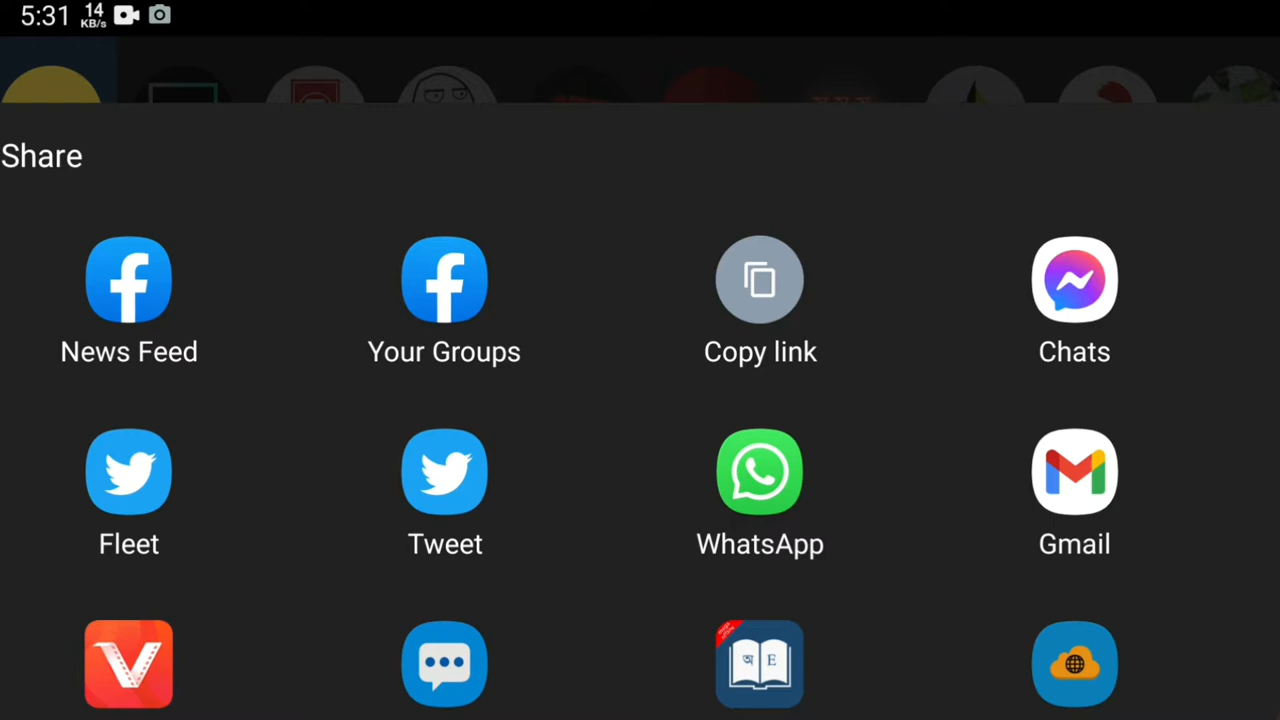 5:31 14 KB/s
Share
News Feed Your Groups Copy link Chats
Fleet Tweet WhatsApp Gmail
অ E